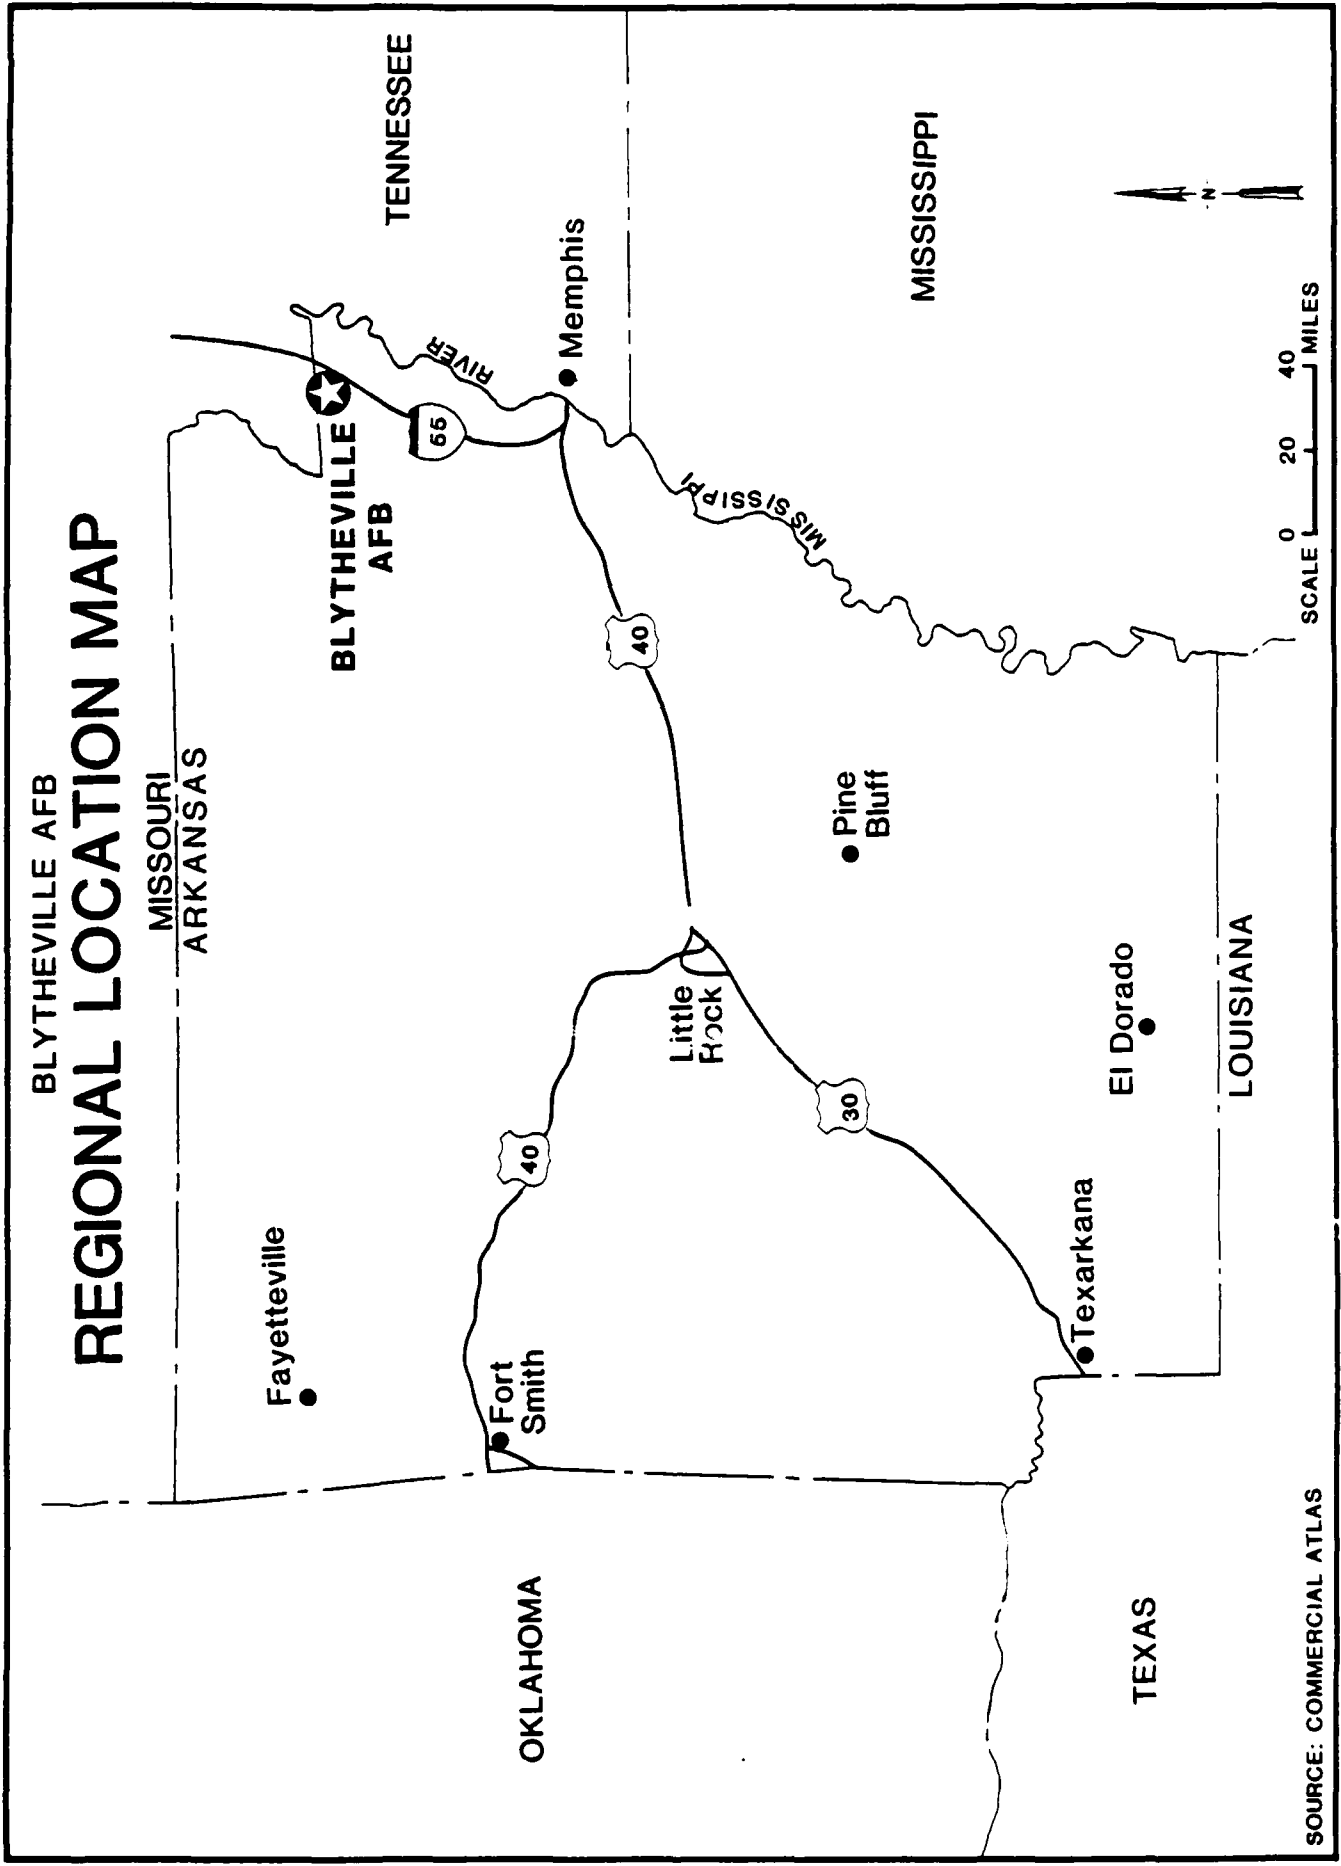 BLYTHEVILLE AFB
REGIONAL LOCATION MAP
MISSOURI
ARKANSAS
Fayetteville
BLYTHEVILLE
AFB
TENNESSEE
55
RIVER
Memphis
40
Fort
Smith
40
OKLAHOMA
Little
Rock
MISSISSIPPI
Pine
Bluff
MISSISSIPPI
30
Texarkana
El Dorado
TEXAS
LOUISIANA
N
0 20 40
SCALE MILES
SOURCE: COMMERCIAL ATLAS